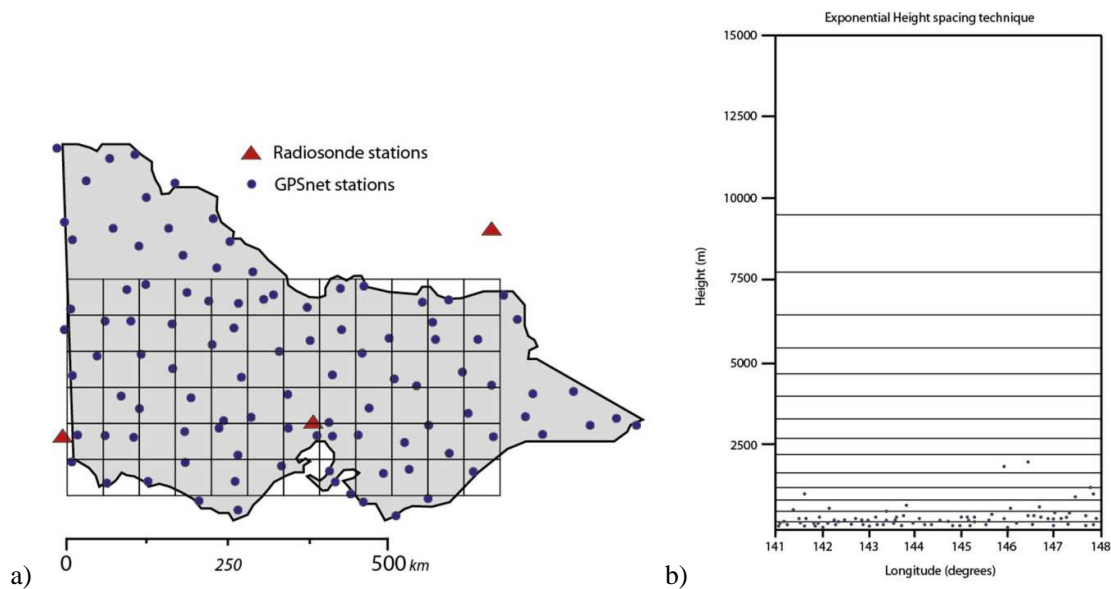 Radiosonde stations
GPSnet stations
0 250 500 km
a)
Exponential Height spacing technique
15000
12500
10000
7500
5000
2500
Height (m)
141 142 143 144 145 146 147 148
Longitude (degrees)
b)